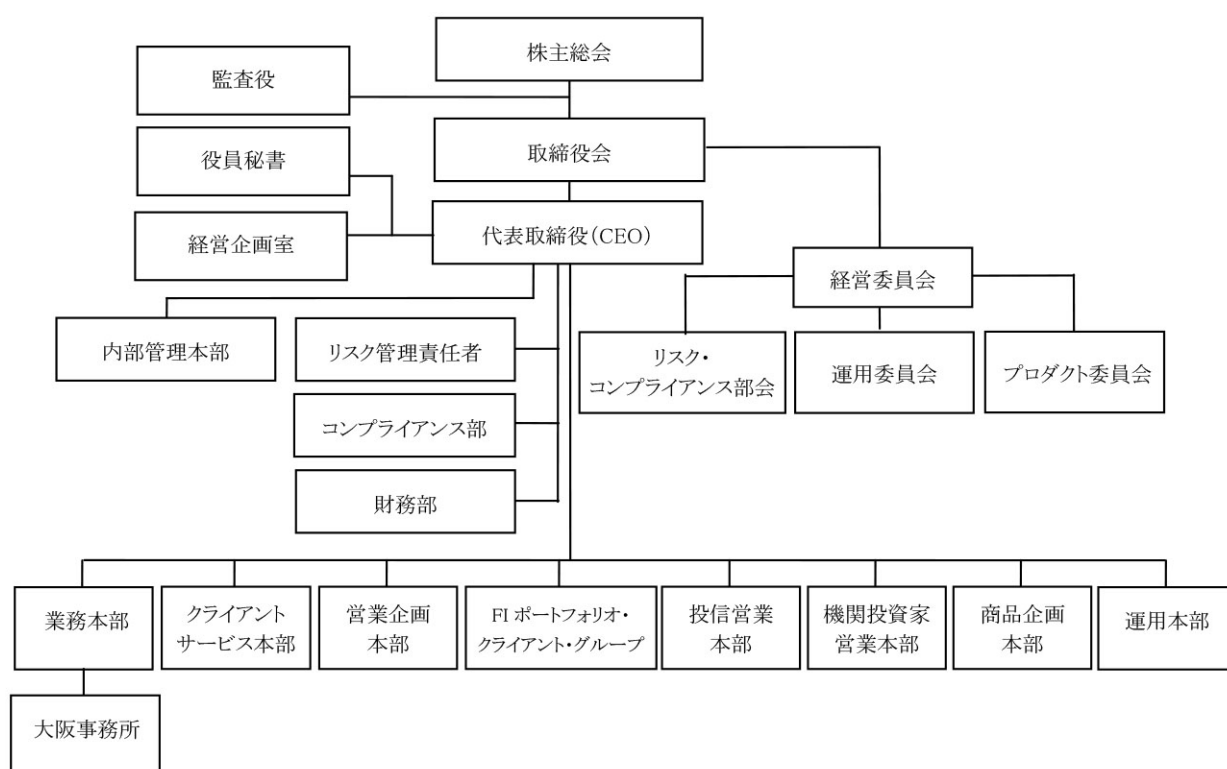 株主総会
監査役
取締役会
役員秘書
代表取締役(CEO)
経営企画室
経営委員会
内部管理本部
リスク管理責任者
リスク・
コンプライアンス部会
運用委員会
プロダクト委員会
コンプライアンス部
財務部
業務本部
クライアント
サービス本部
営業企画
本部
FI ポートフォリオ・
クライアント・グループ
投信営業
本部
機関投資家
営業本部
商品企画
本部
運用本部
大阪事務所